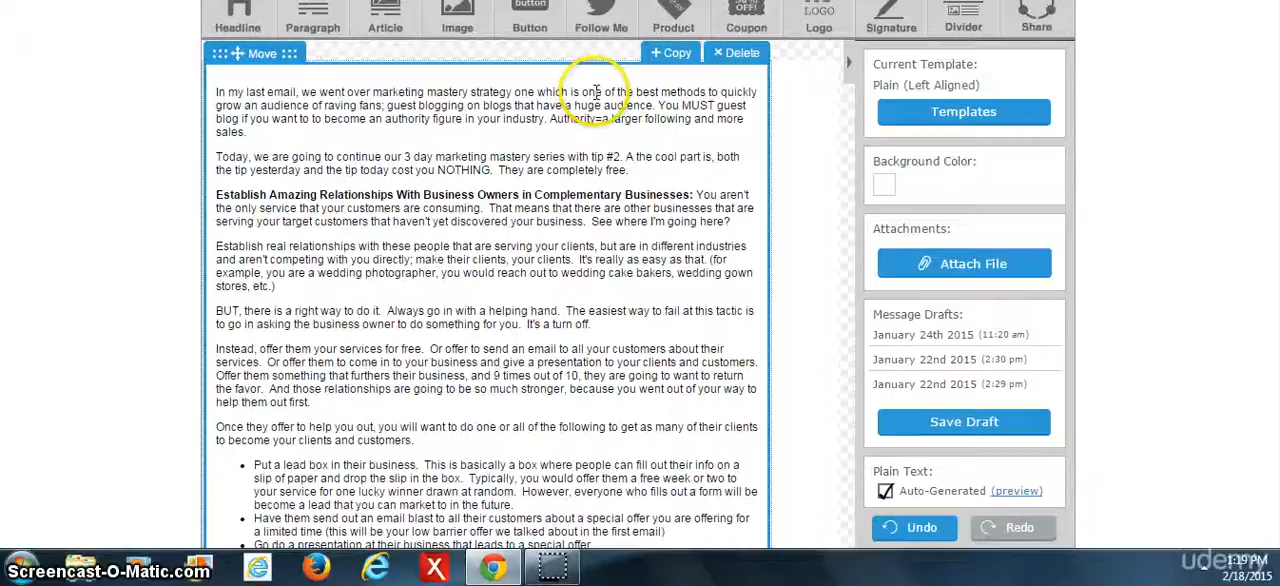 button
OFF!
LOGO
Headline Paragraph Article Image Button Follow Me Product Coupon Logo Signature Divider Share
Move
+ Copy
× Delete
In my last email, we went over marketing mastery strategy one which is one of the best methods to quickly
grow an audience of raving fans; guest blogging on blogs that have a huge audience. You MUST guest
blog if you want to to become an authority figure in your industry. Authority=a larger following and more
sales.
Today, we are going to continue our 3 day marketing mastery series with tip #2. A the cool part is, both
the tip yesterday and the tip today cost you NOTHING. They are completely free.
Establish Amazing Relationships With Business Owners in Complementary Businesses: You aren't
the only service that your customers are consuming. That means that there are other businesses that are
serving your target customers that haven't yet discovered your business. See where I'm going here?
Establish real relationships with these people that are serving your clients, but are in different industries
and aren't competing with you directly; make their clients, your clients. It's really as easy as that. (for
example, you are a wedding photographer, you would reach out to wedding cake bakers, wedding gown
stores, etc.)
BUT, there is a right way to do it. Always go in with a helping hand. The easiest way to fail at this tactic is
to go in asking the business owner to do something for you. It's a turn off.
Instead, offer them your services for free. Or offer to send an email to all your customers about their
services. Or offer them to come in to your business and give a presentation to your clients and customers.
Offer them something that furthers their business, and 9 times out of 10, they are going to want to return
the favor. And those relationships are going to be so much stronger, because you went out of your way to
help them out first.
Once they offer to help you out, you will want to do one or all of the following to get as many of their clients
to become your clients and customers.
• Put a lead box in their business. This is basically a box where people can fill out their info on a
slip of paper and drop the slip in the box. Typically, you would offer them a free week or two to
your service for one lucky winner drawn at random. However, everyone who fills out a form will be
become a lead that you can market to in the future.
• Have them send out an email blast to all their customers about a special offer you are offering for
a limited time (this will be your low barrier offer we talked about in the first email)
• Go do a presentation at their business that leads to a special offer
Current Template:
Plain (Left Aligned)
Templates
Background Color:
Attachments:
Attach File
Message Drafts:
January 24th 2015 (11:20 am)
January 22nd 2015 (2:30 pm)
January 22nd 2015 (2:29 pm)
Save Draft
Plain Text:
Auto-Generated (preview)
Undo
Redo
Screencast-O-Matic.com
udemy
1:19 PM
2/18/2015